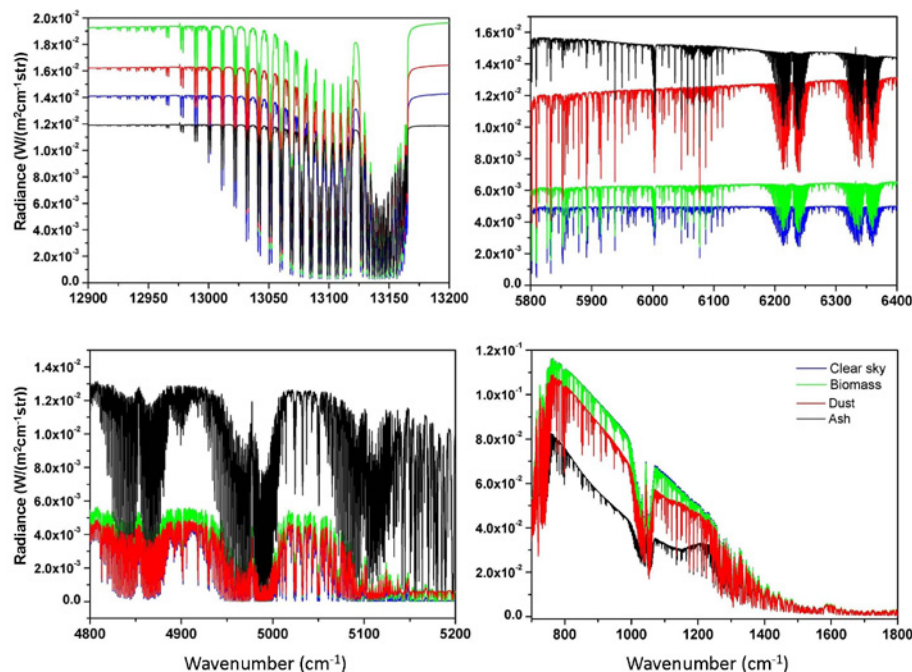 2.0x10⁻²
1.8x10⁻²
1.6x10⁻²
1.4x10⁻²
1.2x10⁻²
1.0x10⁻²
8.0x10⁻³
6.0x10⁻³
4.0x10⁻³
2.0x10⁻³
0.0
Radiance (W/(m²cm⁻¹str)
12900 12950 13000 13050 13100 13150 13200
1.6x10⁻²
1.4x10⁻²
1.2x10⁻²
1.0x10⁻²
8.0x10⁻³
6.0x10⁻³
4.0x10⁻³
2.0x10⁻³
0.0
5800 5900 6000 6100 6200 6300 6400
1.4x10⁻²
1.2x10⁻²
1.0x10⁻²
8.0x10⁻³
6.0x10⁻³
4.0x10⁻³
2.0x10⁻³
0.0
Radiance (W/(m²cm⁻¹str)
4800 4900 5000 5100 5200
Wavenumber (cm⁻¹)
1.2x10⁻¹
1.0x10⁻¹
8.0x10⁻²
6.0x10⁻²
4.0x10⁻²
2.0x10⁻²
0.0
Clear sky
Biomass
Dust
Ash
800 1000 1200 1400 1600 1800
Wavenumber (cm⁻¹)